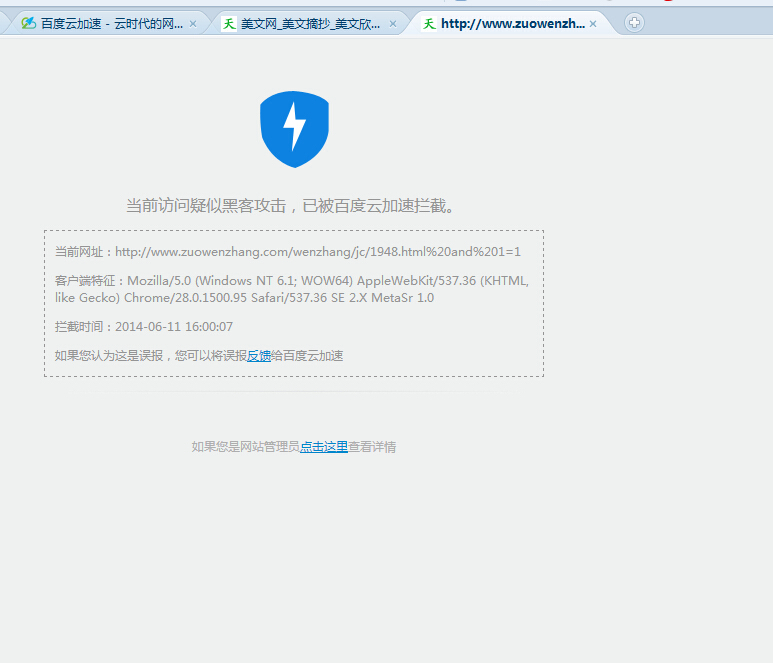 百度云加速 - 云时代的网...
美文网_美文摘抄_美文欣...
http://www.zuowenzh...
当前访问疑似黑客攻击，已被百度云加速拦截。
当前网址：http://www.zuowenzhang.com/wenzhang/jc/1948.html%20and%201=1
客户端特征：Mozilla/5.0 (Windows NT 6.1; WOW64) AppleWebKit/537.36 (KHTML,
like Gecko) Chrome/28.0.1500.95 Safari/537.36 SE 2.X MetaSr 1.0
拦截时间：2014-06-11 16:00:07
如果您认为这是误报，您可以将误报反馈给百度云加速
如果您是网站管理员点击这里查看详情